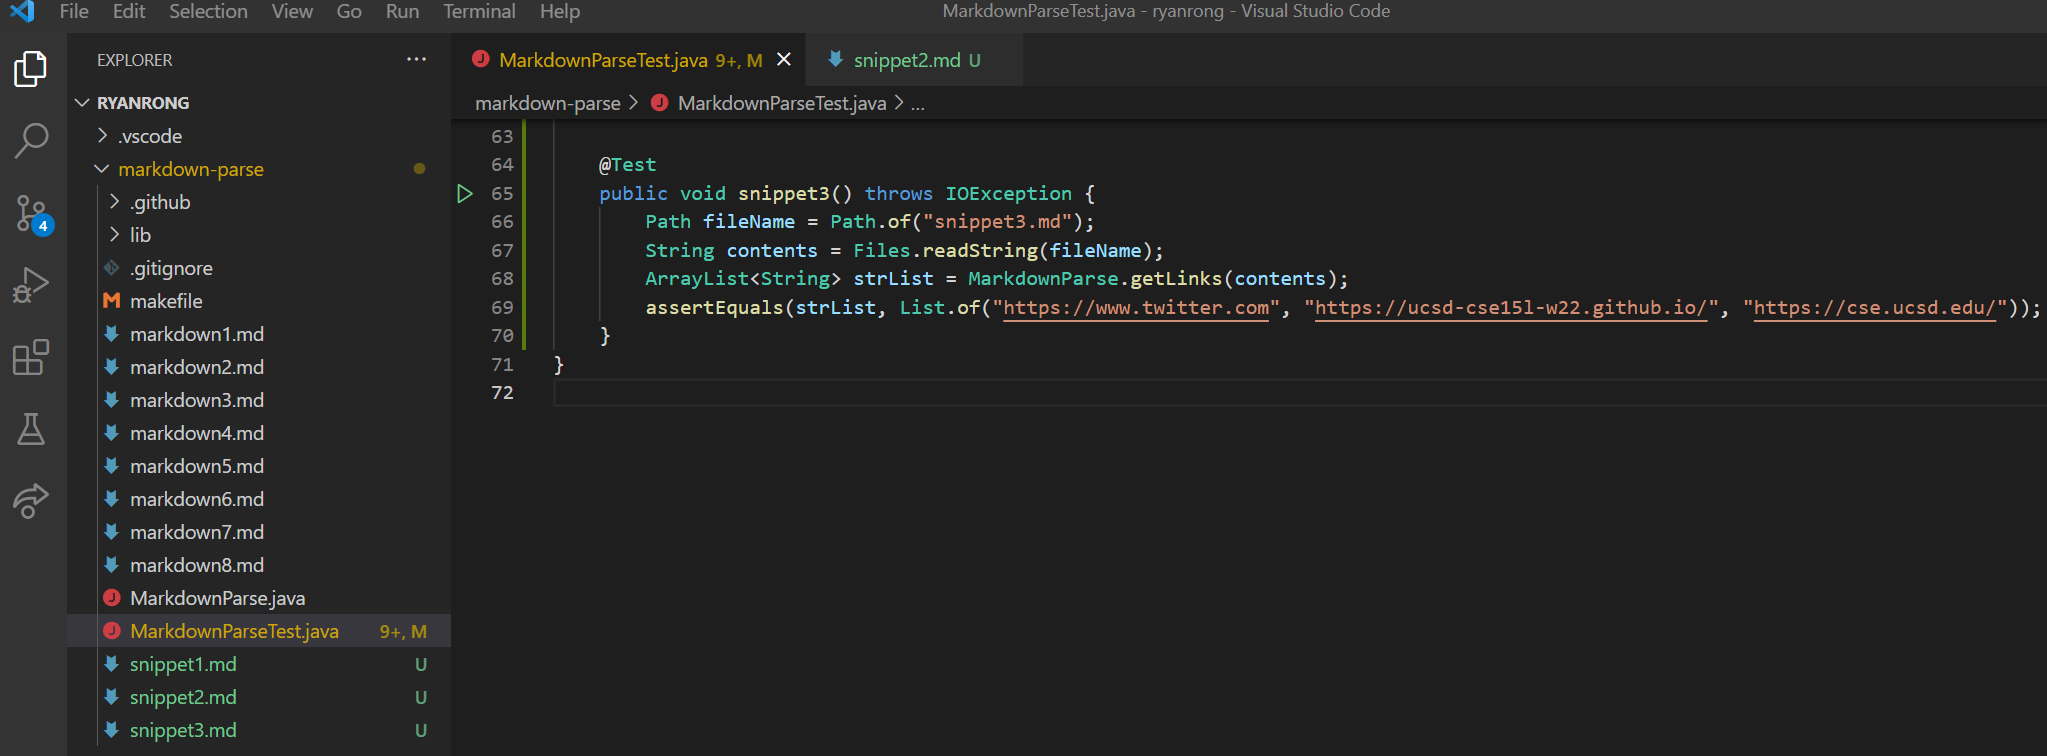 File Edit Selection View Go Run Terminal Help
MarkdownParseTest.java - ryanrong - Visual Studio Code
EXPLORER
RYANRONG
.vscode
markdown-parse
.github
lib
.gitignore
makefile
markdown1.md
markdown2.md
markdown3.md
markdown4.md
markdown5.md
markdown6.md
markdown7.md
markdown8.md
MarkdownParse.java
MarkdownParseTest.java 9+, M
snippet1.md U
snippet2.md U
snippet3.md U
4
MarkdownParseTest.java 9+, M
snippet2.md U
markdown-parse > MarkdownParseTest.java > ...
63
64 @Test
65 public void snippet3() throws IOException {
66 Path fileName = Path.of("snippet3.md");
67 String contents = Files.readString(fileName);
68 ArrayList<String> strList = MarkdownParse.getLinks(contents);
69 assertEquals(strList, List.of("https://www.twitter.com", "https://ucsd-cse15l-w22.github.io/", "https://cse.ucsd.edu/"));
70 }
71 }
72